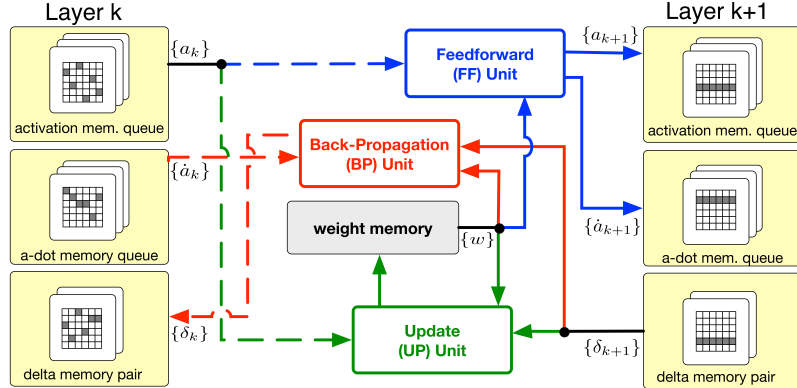 Layer k
Layer k+1
{a_k}
{a_{k+1}}
Feedforward
(FF) Unit
activation mem. queue
activation mem. queue
Back-Propagation
(BP) Unit
{ȧ_k}
{ȧ_{k+1}}
weight memory
{w}
a-dot memory queue
a-dot mem. queue
{δ_k}
Update
(UP) Unit
{δ_{k+1}}
delta memory pair
delta memory pair